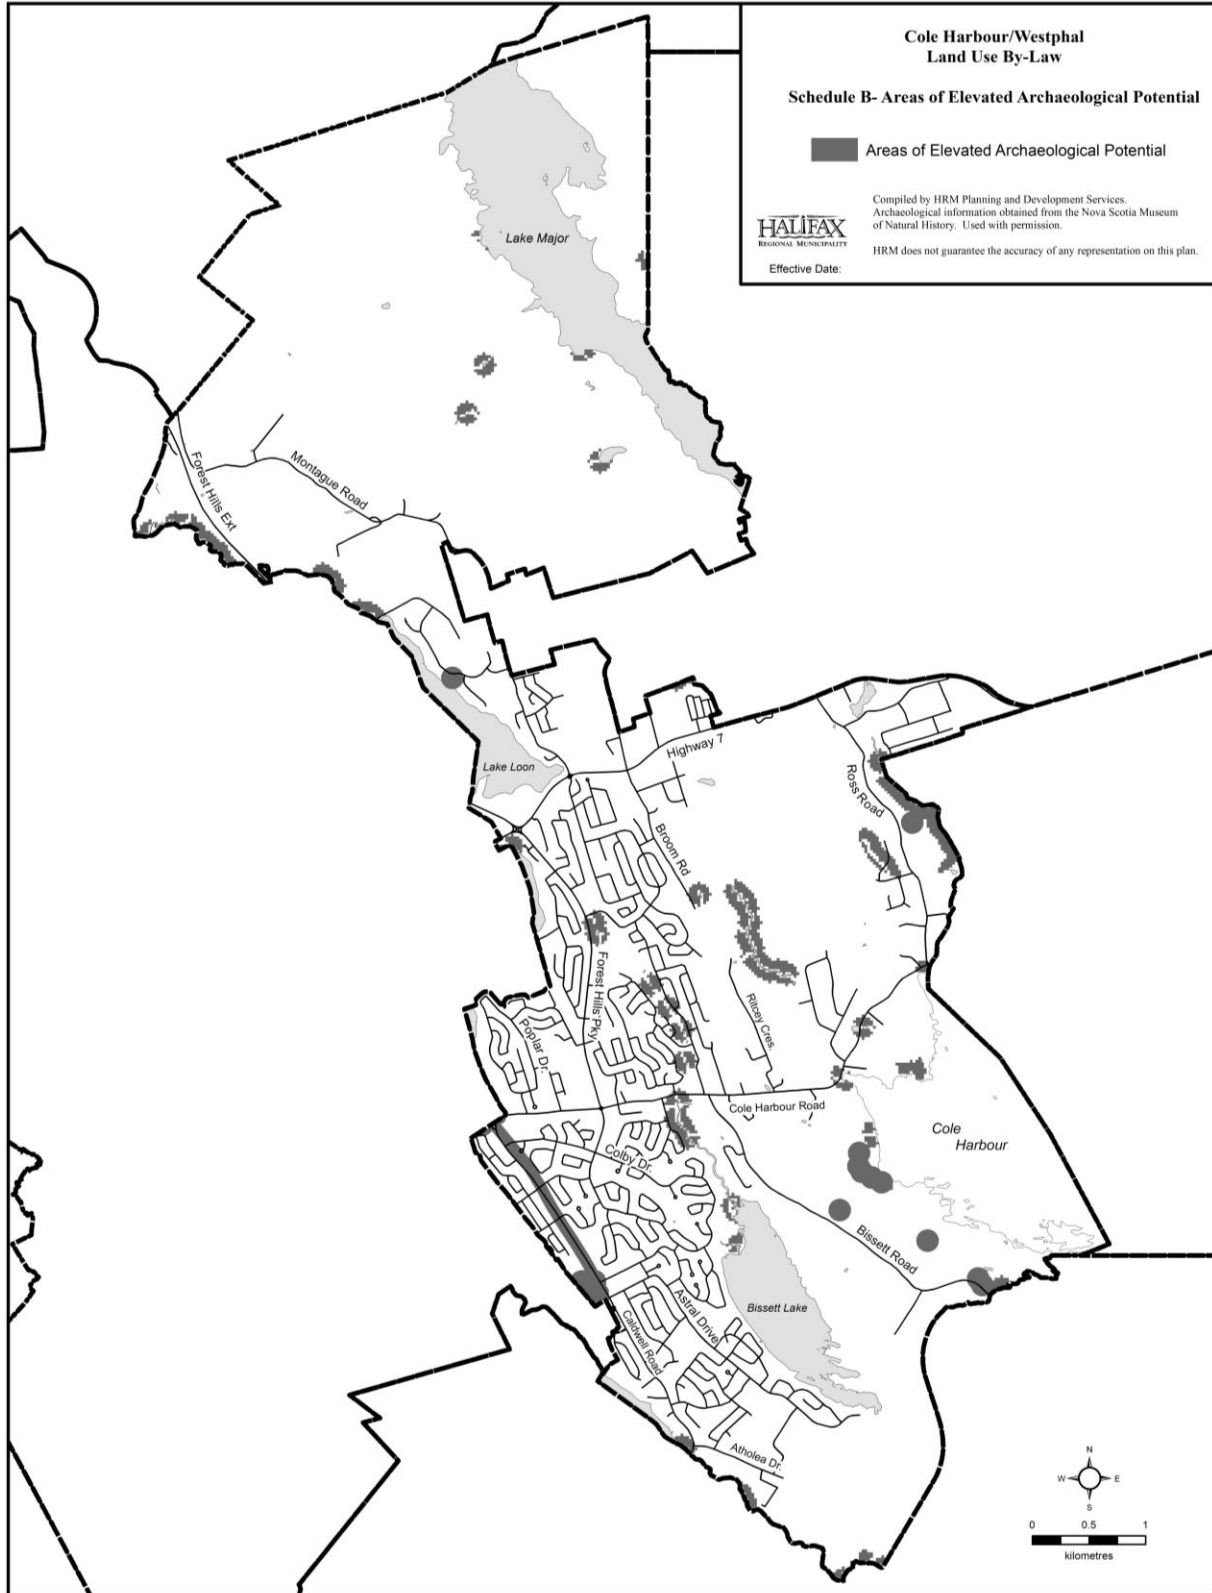 Cole Harbour/Westphal
Land Use By-Law
Schedule B- Areas of Elevated Archaeological Potential
Areas of Elevated Archaeological Potential
HALIFAX
REGIONAL MUNICIPALITY
Compiled by HRM Planning and Development Services.
Archaeological information obtained from the Nova Scotia Museum
of Natural History. Used with permission.
HRM does not guarantee the accuracy of any representation on this plan.
Effective Date:
Lake Major
Forest Hills Ext
Montague Road
Lake Loon
Highway 7
Ross Road
Broom Rd
Forest Hills Pky
Ritcey Cres.
Poplar Dr.
Cole Harbour Road
Cole
Harbour
Colby Dr.
Bissett Road
Bissett Lake
Astral Drive
Caldwell Road
Atholea Dr.
N
W
E
S
0 0.5 1
kilometres